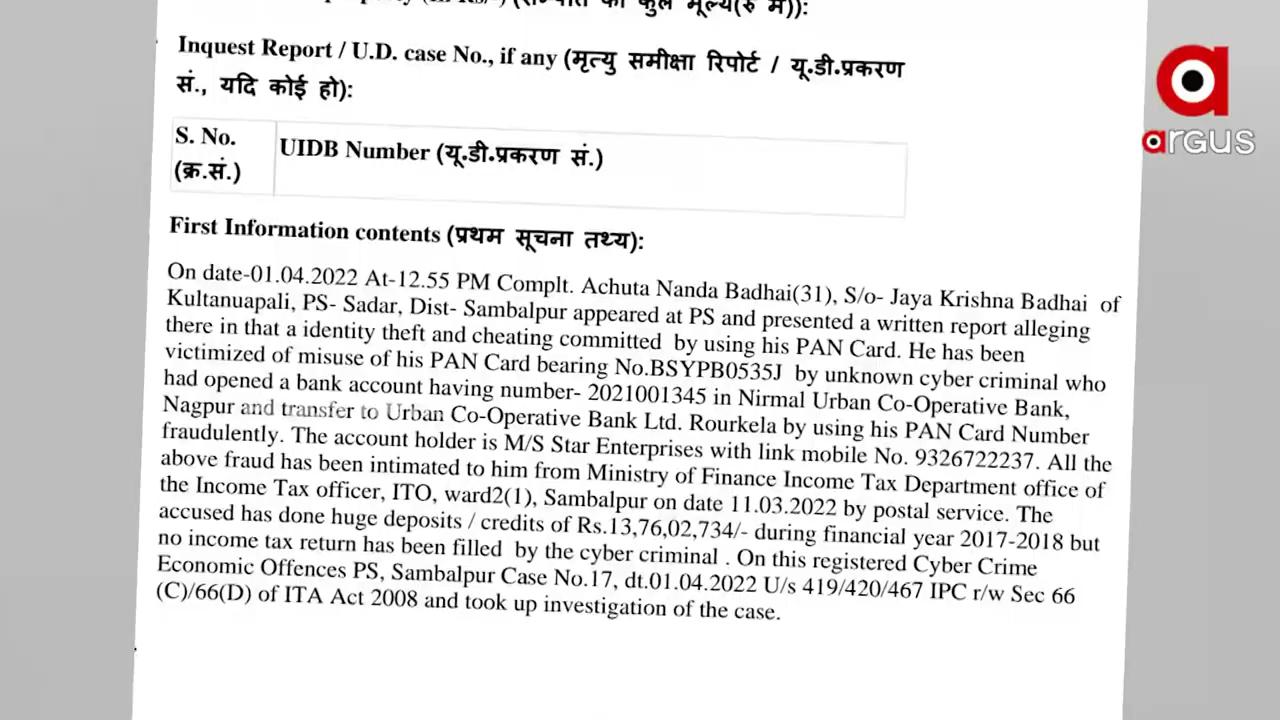 (सम्पत्ति का कुल मूल्य(रु में)):
Inquest Report / U.D. case No., if any (मृत्यु समीक्षा रिपोर्ट / यू.डी.प्रकरण
सं., यदि कोई हो):
S. No.
(क्र.सं.)
UIDB Number (यू.डी.प्रकरण सं.)
First Information contents (प्रथम सूचना तथ्य):
On date-01.04.2022 At-12.55 PM Complt. Achuta Nanda Badhai(31), S/o- Jaya Krishna Badhai of
Kultanuapali, PS- Sadar, Dist- Sambalpur appeared at PS and presented a written report alleging
there in that a identity theft and cheating committed by using his PAN Card. He has been
victimized of misuse of his PAN Card bearing No.BSYPB0535J by unknown cyber criminal who
had opened a bank account having number- 2021001345 in Nirmal Urban Co-Operative Bank,
Nagpur and transfer to Urban Co-Operative Bank Ltd. Rourkela by using his PAN Card Number
fraudulently. The account holder is M/S Star Enterprises with link mobile No. 9326722237. All the
above fraud has been intimated to him from Ministry of Finance Income Tax Department office of
the Income Tax officer, ITO, ward2(1), Sambalpur on date 11.03.2022 by postal service. The
accused has done huge deposits / credits of Rs.13,76,02,734/- during financial year 2017-2018 but
no income tax return has been filled by the cyber criminal . On this registered Cyber Crime
Economic Offences PS, Sambalpur Case No.17, dt.01.04.2022 U/s 419/420/467 IPC r/w Sec 66
(C)/66(D) of ITA Act 2008 and took up investigation of the case.
argus